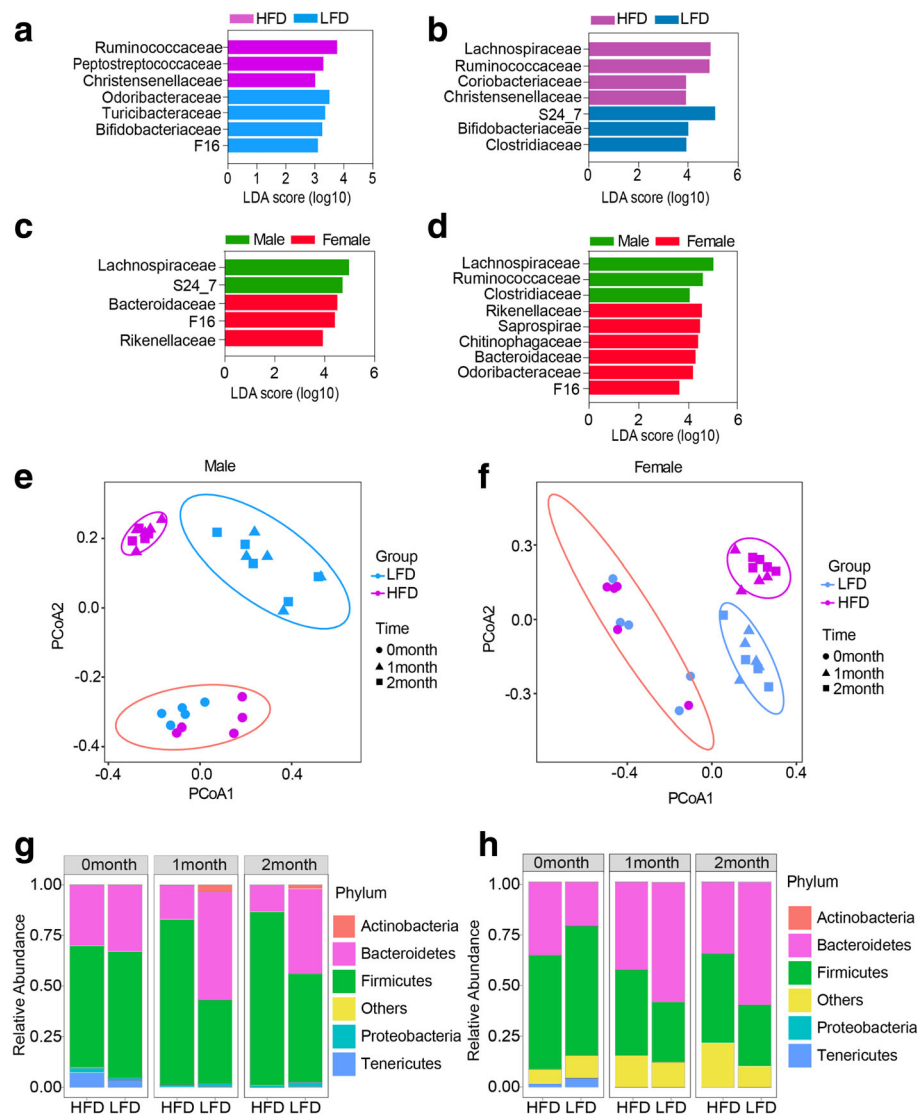 a
HFD LFD
Ruminococcaceae
Peptostreptococcaceae
Christensenellaceae
Odoribacteraceae
Turicibacteraceae
Bifidobacteriaceae
F16
0 1 2 3 4 5
LDA score (log10)
b
HFD LFD
Lachnospiraceae
Ruminococcaceae
Coriobacteriaceae
Christensenellaceae
S24_7
Bifidobacteriaceae
Clostridiaceae
0 2 4 6
LDA score (log10)
c
Male Female
Lachnospiraceae
S24_7
Bacteroidaceae
F16
Rikenellaceae
0 2 4 6
LDA score (log10)
d
Male Female
Lachnospiraceae
Ruminococcaceae
Clostridiaceae
Rikenellaceae
Saprospirae
Chitinophagaceae
Bacteroidaceae
Odoribacteraceae
F16
0 2 4 6
LDA score (log10)
e
Male
0.2
0.0
-0.2
-0.4
PCoA2
-0.4 0.0 0.4
PCoA1
Group
LFD
HFD
Time
0month
1month
2month
f
Female
0.3
0.0
-0.3
PCoA2
-0.4 0.0 0.4
PCoA1
Group
LFD
HFD
Time
0month
1month
2month
g
0month 1month 2month
1.00
0.75
0.50
0.25
0.00
Relative Abundance
HFD LFD HFD LFD HFD LFD
Phylum
Actinobacteria
Bacteroidetes
Firmicutes
Others
Proteobacteria
Tenericutes
h
0month 1month 2month
1.00
0.75
0.50
0.25
0.00
Relative Abundance
HFD LFD HFD LFD HFD LFD
Phylum
Actinobacteria
Bacteroidetes
Firmicutes
Others
Proteobacteria
Tenericutes